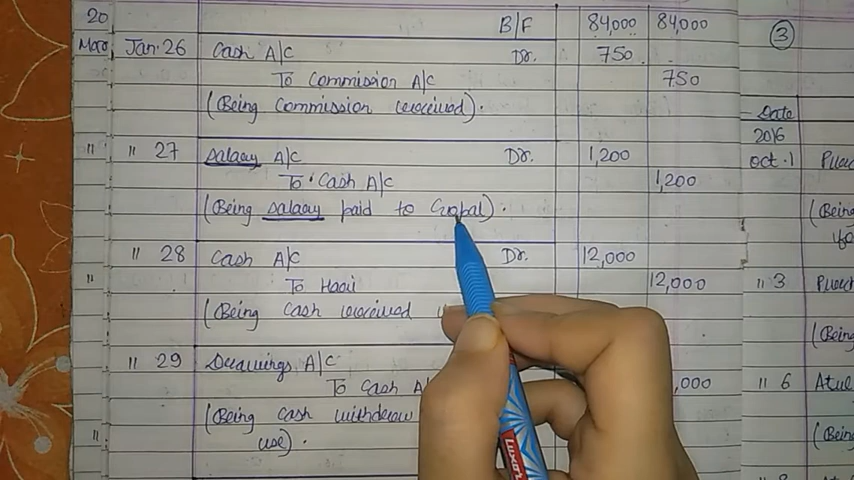 20 B/F 84,000 84,000
Mar Jan. 26 Cash A/C Dr. 750
To Commission A/C 750
(Being Commission received).
" " 27 Salary A/C Dr. 1,200
To Cash A/C 1,200
(Being Salary paid to Gopal).
" 28 Cash A/C Dr. 12,000
" To Hari 12,000
(Being Cash received
" 29 Drawings A/C
To Cash ,000
(Being Cash withdrew
" use).
3
Date
2016
Oct. 1
(Being
" 3
(Being
" 6 Atul
(Being
Luxor